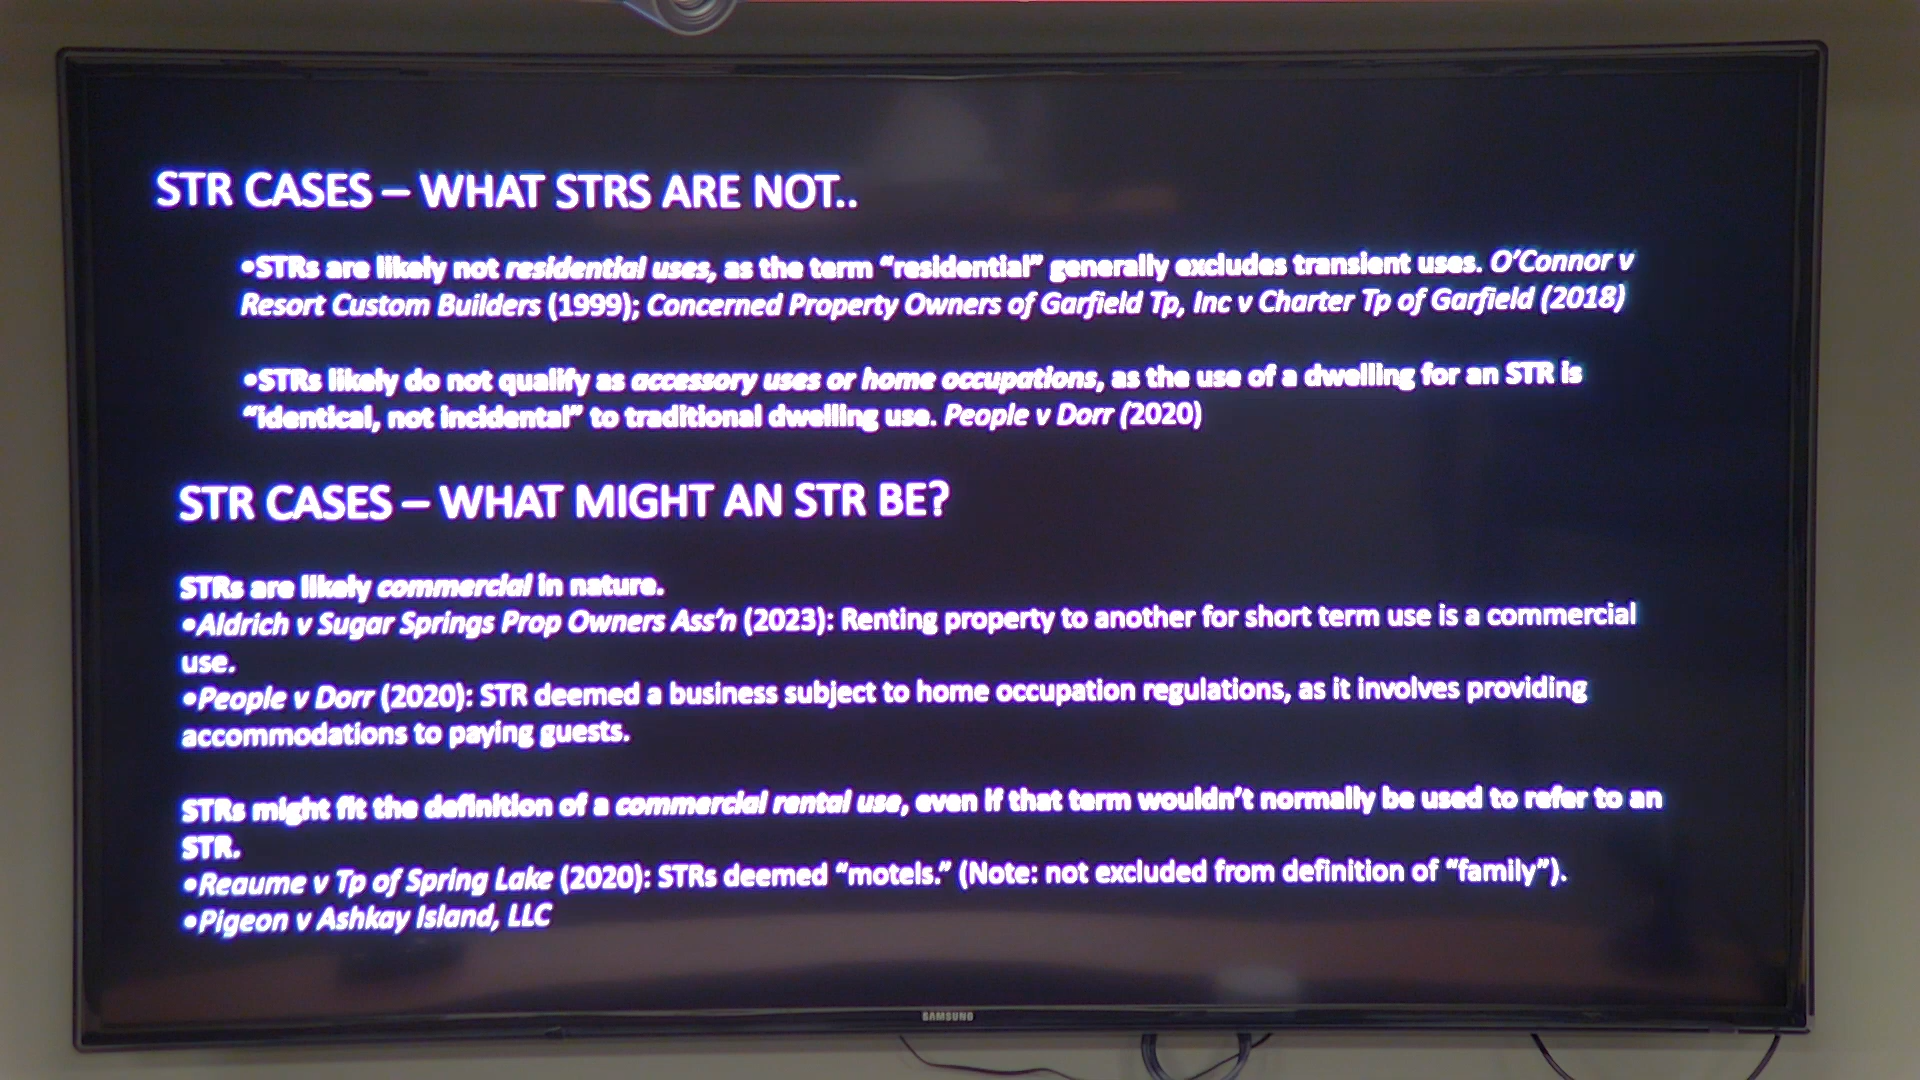 STR CASES – WHAT STRS ARE NOT..
•STRs are likely not residential uses, as the term “residential” generally excludes transient uses. O’Connor v
Resort Custom Builders (1999); Concerned Property Owners of Garfield Tp, Inc v Charter Tp of Garfield (2018)
•STRs likely do not qualify as accessory uses or home occupations, as the use of a dwelling for an STR is
“identical, not incidental” to traditional dwelling use. People v Dorr (2020)
STR CASES – WHAT MIGHT AN STR BE?
STRs are likely commercial in nature.
•Aldrich v Sugar Springs Prop Owners Ass’n (2023): Renting property to another for short term use is a commercial
use.
•People v Dorr (2020): STR deemed a business subject to home occupation regulations, as it involves providing
accommodations to paying guests.
STRs might fit the definition of a commercial rental use, even if that term wouldn’t normally be used to refer to an
STR.
•Reaume v Tp of Spring Lake (2020): STRs deemed “motels.” (Note: not excluded from definition of “family”).
•Pigeon v Ashkay Island, LLC
SAMSUNG